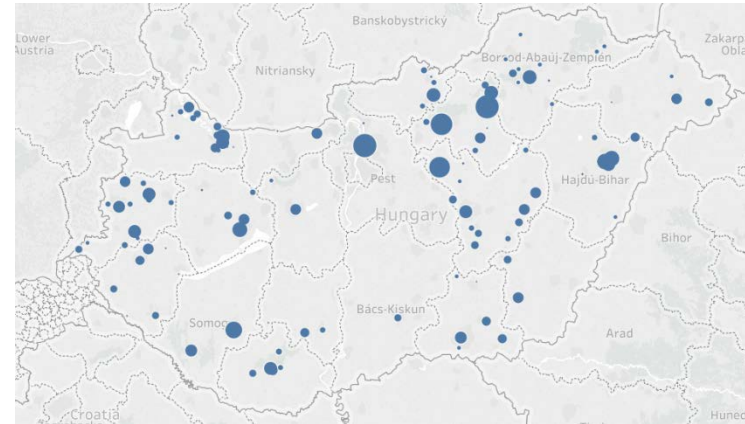 Banskobystrický
Lower
Austria
Zakarp
Obla
Borsod-Abaúj-Zemplén
Nitriansky
Pest
Hajdú-Bihar
Hungary
Bihor
Bács-Kiskun
Somog
Arad
Croatia
Huned